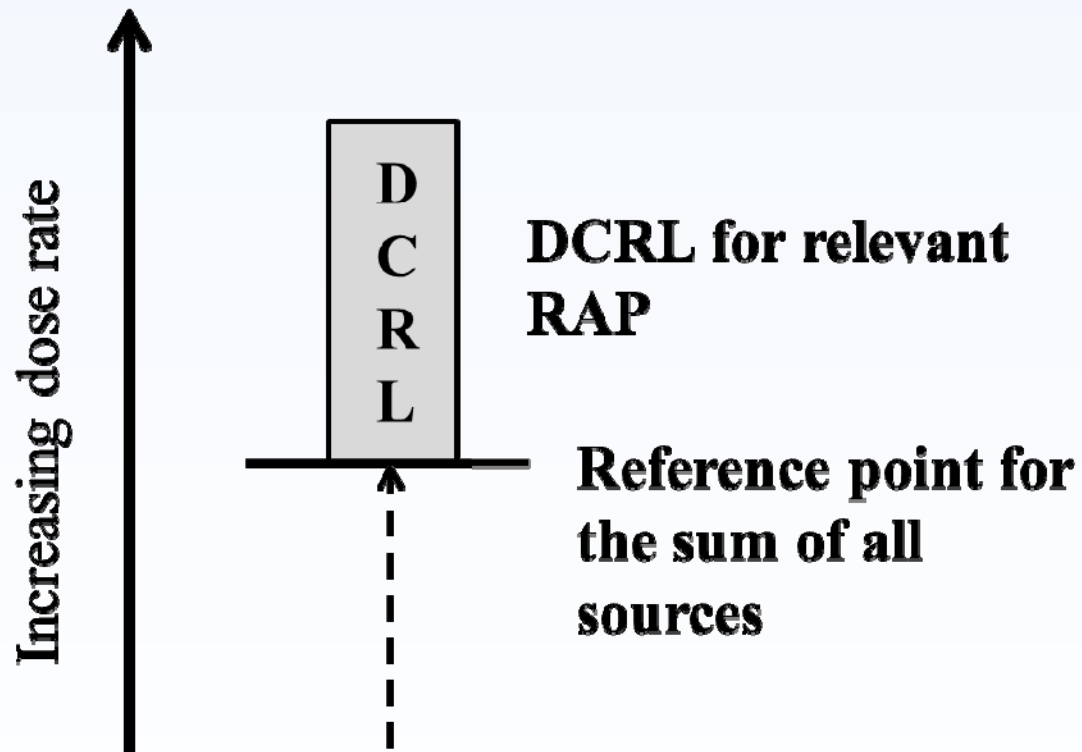 Increasing dose rate
D
C
R
L
DCRL for relevant
RAP
Reference point for
the sum of all
sources